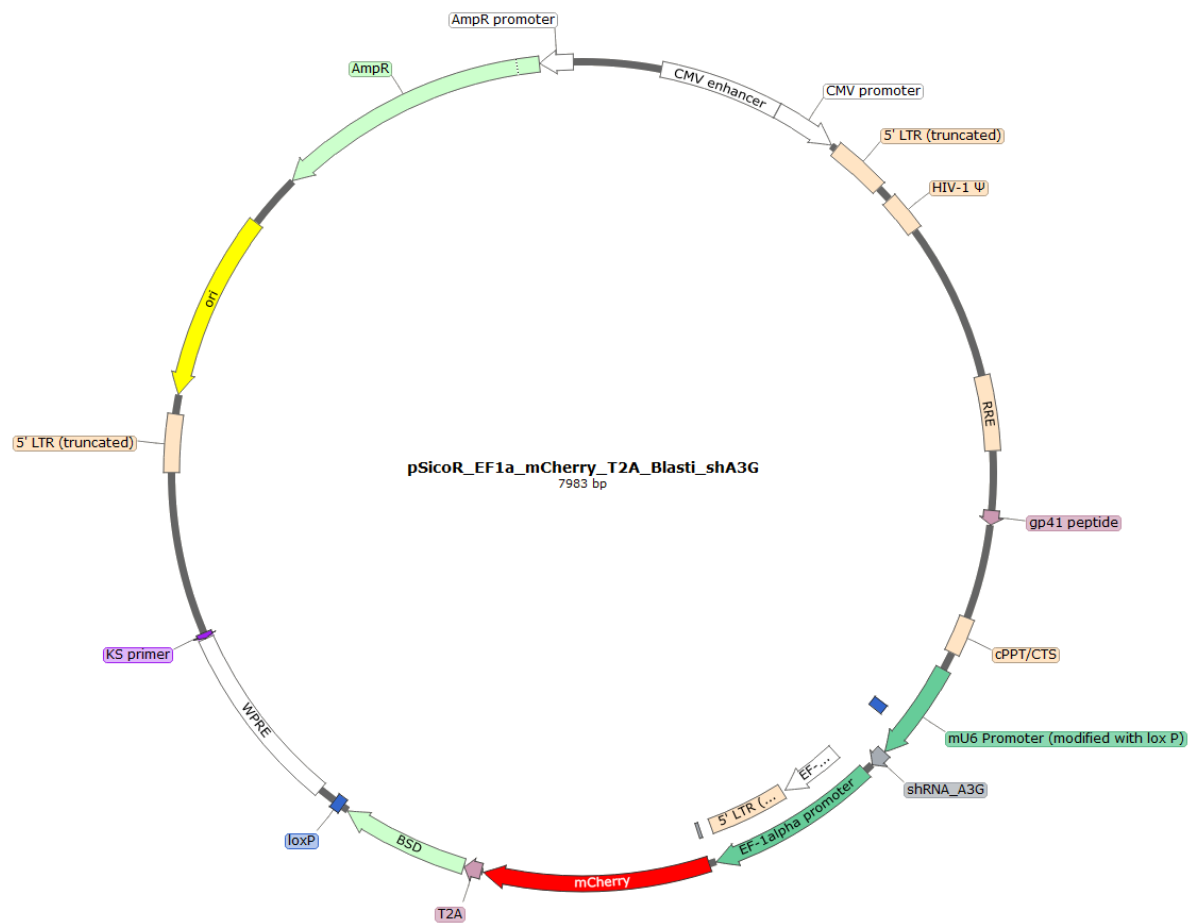 AmpR promoter
AmpR
CMV enhancer
CMV promoter
5' LTR (truncated)
HIV-1 Ψ
ori
RRE
5' LTR (truncated)
pSicoR_EF1a_mCherry_T2A_Blasti_shA3G
7983 bp
gp41 peptide
cPPT/CTS
KS primer
WPRE
mU6 Promoter (modified with lox P)
EF-...
shRNA_A3G
5' LTR (...
EF-1alpha promoter
loxP
BSD
mCherry
T2A